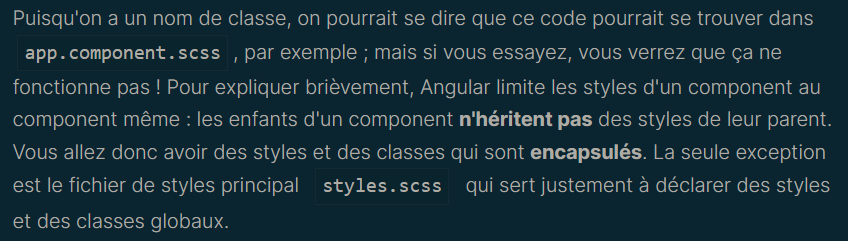 Puisqu'on a un nom de classe, on pourrait se dire que ce code pourrait se trouver dans
app.component.scss , par exemple ; mais si vous essayez, vous verrez que ça ne
fonctionne pas ! Pour expliquer brièvement, Angular limite les styles d'un component au
component même : les enfants d'un component n'héritent pas des styles de leur parent.
Vous allez donc avoir des styles et des classes qui sont encapsulés. La seule exception
est le fichier de styles principal styles.scss qui sert justement à déclarer des styles
et des classes globaux.